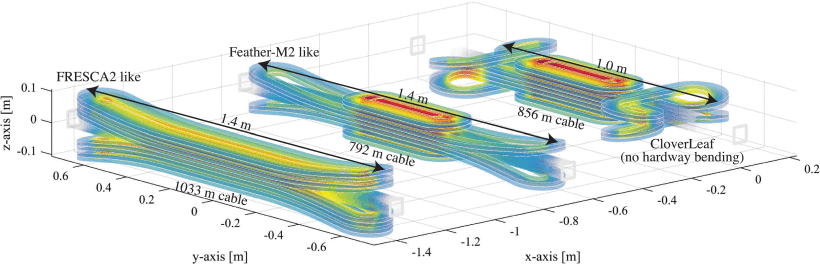 FRESCA2 like
Feather-M2 like
1.4 m
1.4 m
1.0 m
1033 m cable
792 m cable
856 m cable
CloverLeaf
(no hardway bending)
z-axis [m]
0.1
0
-0.1
y-axis [m]
0.6
0.4
0.2
0
-0.2
-0.4
-0.6
x-axis [m]
-1.4
-1.2
-1
-0.8
-0.6
-0.4
-0.2
0
0.2